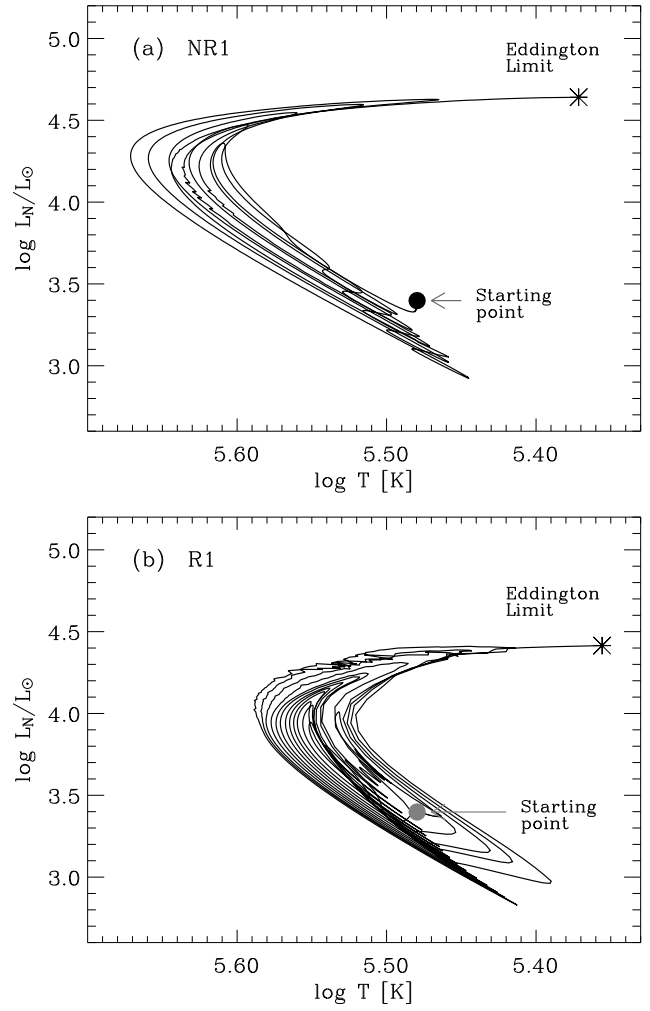 (a) NR1
Eddington
Limit
5.0
4.5
4.0
3.5
3.0
log L_N/L_⊙
Starting
point
5.60 5.50 5.40
log T [K]
(b) R1
Eddington
Limit
5.0
4.5
4.0
3.5
3.0
log L_N/L_⊙
Starting
point
5.60 5.50 5.40
log T [K]